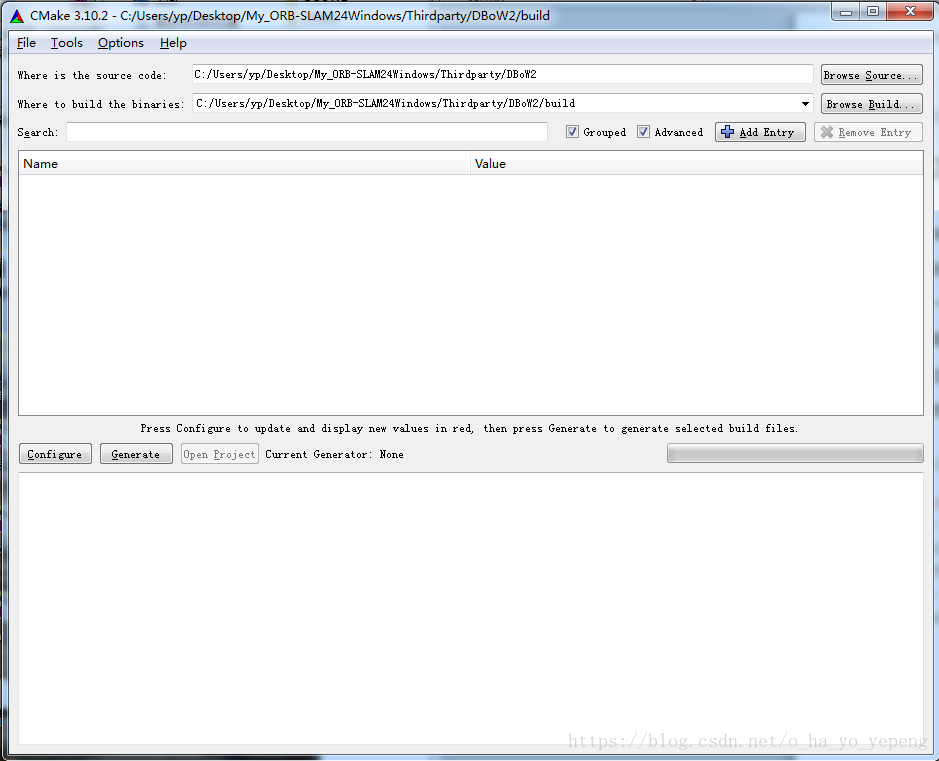 CMake 3.10.2 - C:/Users/yp/Desktop/My_ORB-SLAM24Windows/Thirdparty/DBoW2/build
File Tools Options Help
Where is the source code: C:/Users/yp/Desktop/My_ORB-SLAM24Windows/Thirdparty/DBoW2 Browse Source...
Where to build the binaries: C:/Users/yp/Desktop/My_ORB-SLAM24Windows/Thirdparty/DBoW2/build Browse Build...
Search: Grouped Advanced Add Entry Remove Entry
Name Value
Press Configure to update and display new values in red, then press Generate to generate selected build files.
Configure Generate Open Project Current Generator: None
https://blog.csdn.net/o_ha_yo_yepeng